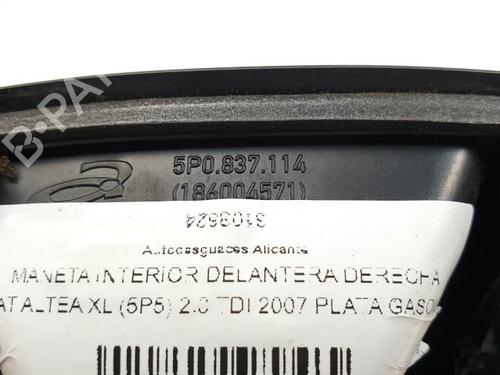 B-PARTS
5P0.837.114
(186004571)
3103624
Autodesguaces Alicante
MANETA INTERIOR DELANTERA DERECHA
AT ALTEA XL (5P5) 2.0 TDI 2007 PLATA GASO